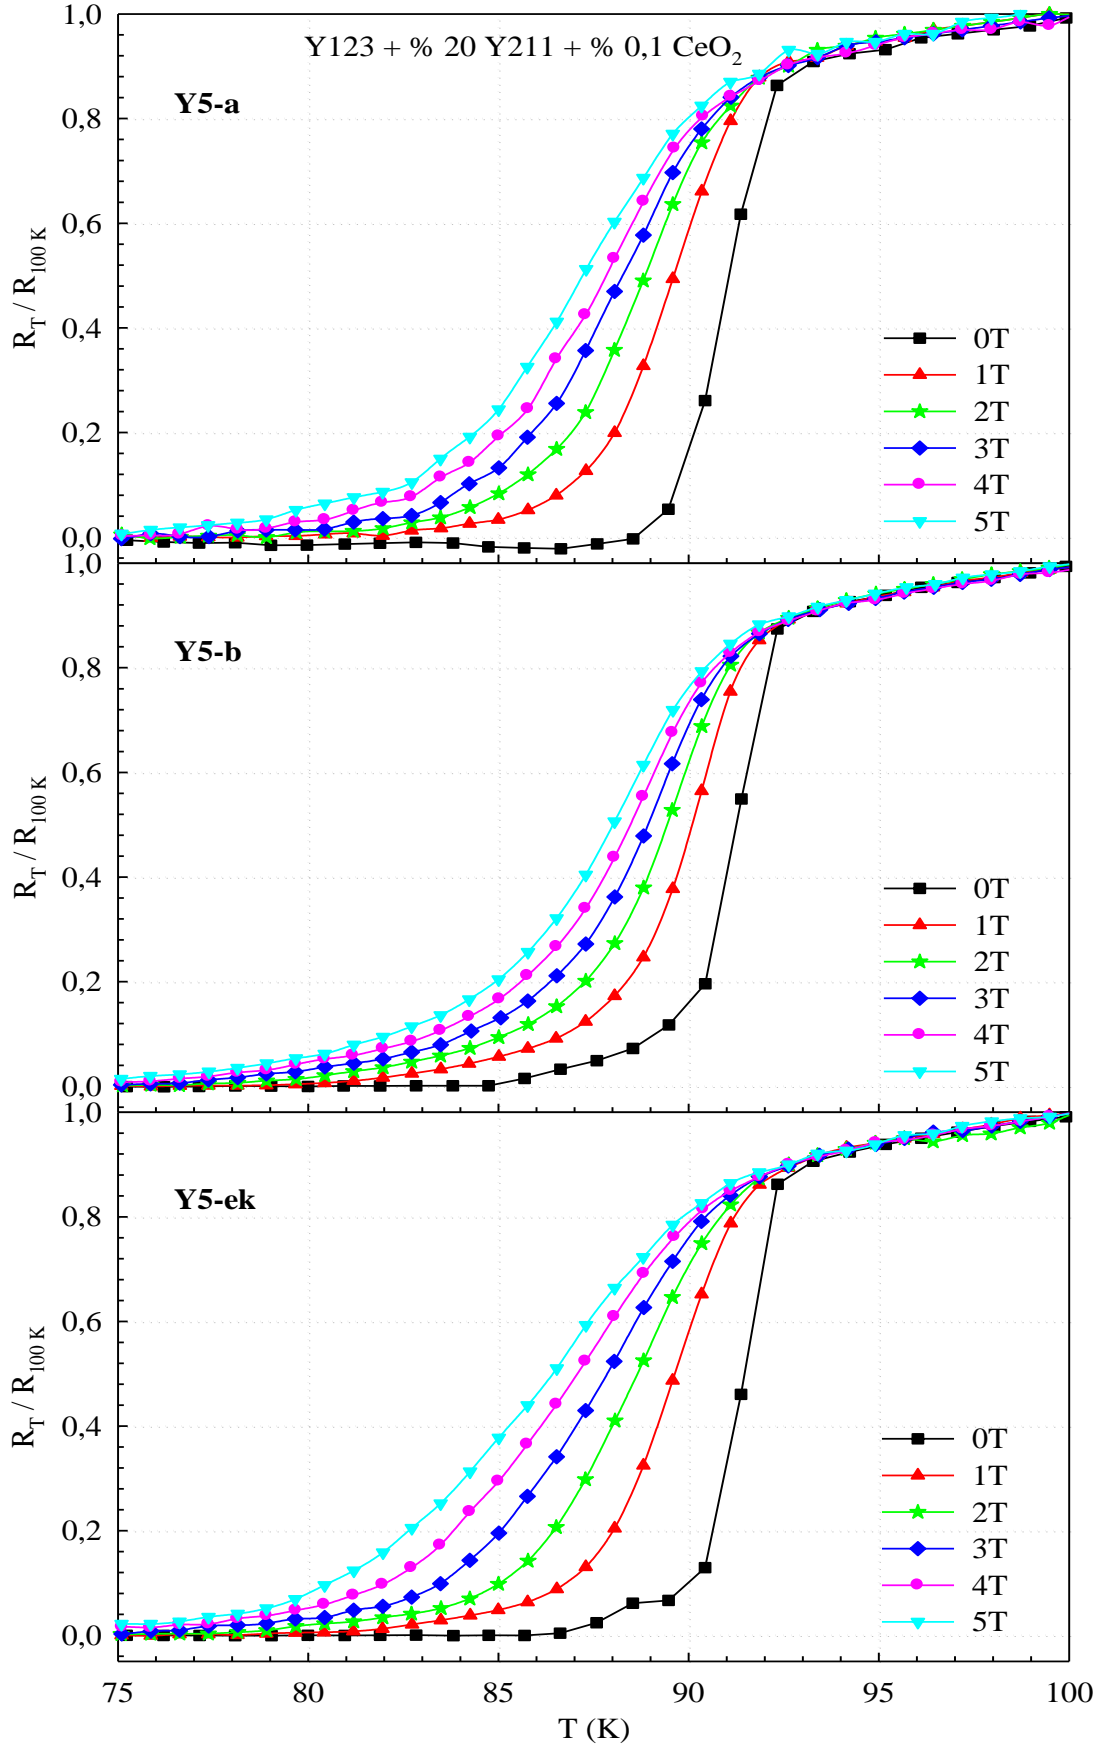 1,0
Y123 + % 20 Y211 + % 0,1 CeO2
Y5-a
0,8
0,6
RT / R100 K
0,4
0,2
0,0
0T
1T
2T
3T
4T
5T
1,0
Y5-b
0,8
0,6
RT / R100 K
0,4
0,2
0,0
0T
1T
2T
3T
4T
5T
1,0
Y5-ek
0,8
0,6
RT / R100 K
0,4
0,2
0,0
0T
1T
2T
3T
4T
5T
75 80 85 90 95 100
T (K)